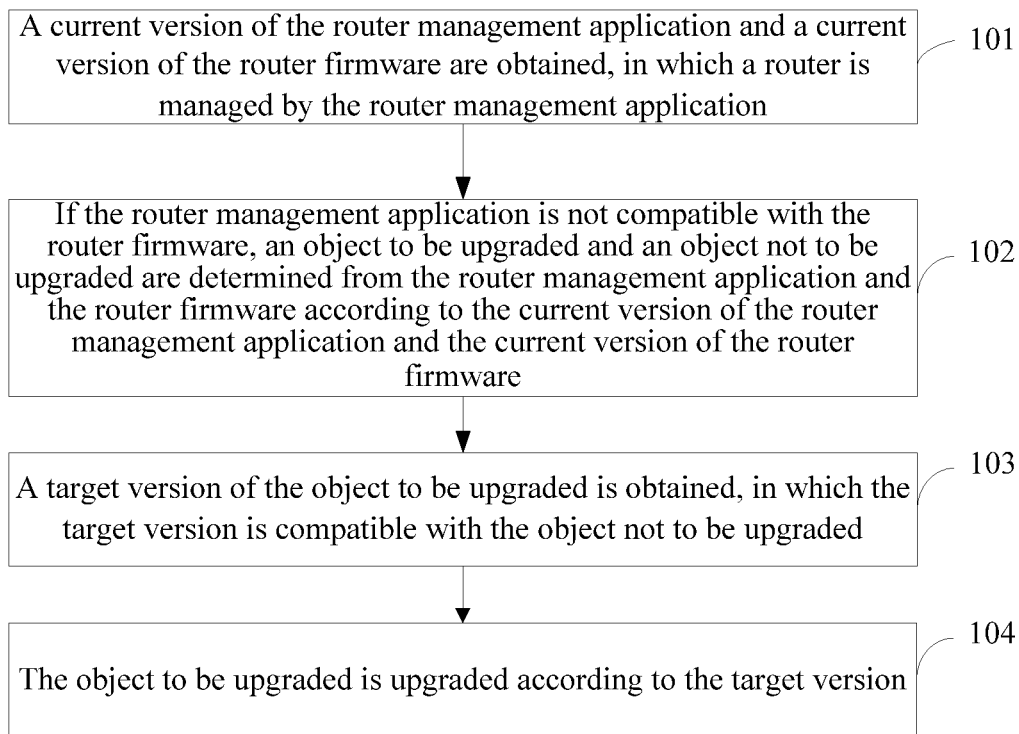 A current version of the router management application and a current
version of the router firmware are obtained, in which a router is
managed by the router management application
101
If the router management application is not compatible with the
router firmware, an object to be upgraded and an object not to be
upgraded are determined from the router management application and
the router firmware according to the current version of the router
management application and the current version of the router
firmware
102
A target version of the object to be upgraded is obtained, in which the
target version is compatible with the object not to be upgraded
103
The object to be upgraded is upgraded according to the target version
104